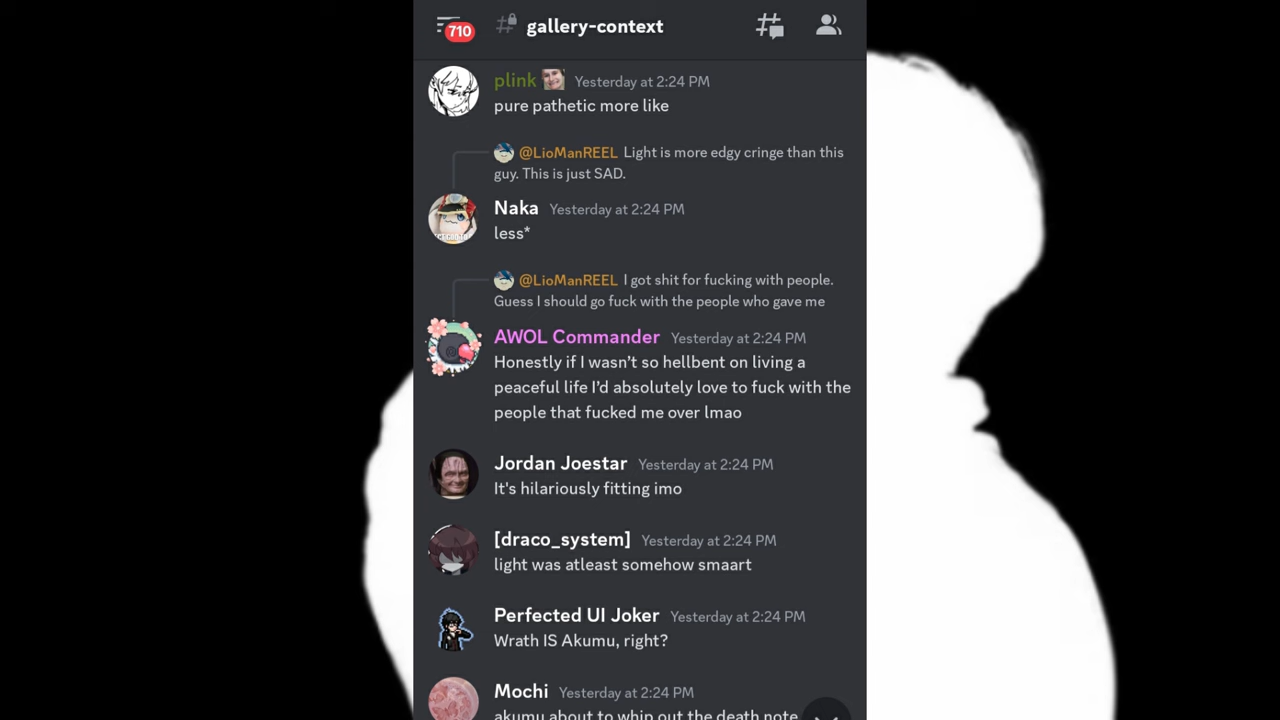 710
gallery-context
plink Yesterday at 2:24 PM
pure pathetic more like
@LioManREEL Light is more edgy cringe than this
guy. This is just SAD.
Naka Yesterday at 2:24 PM
less*
@LioManREEL I got shit for fucking with people.
Guess I should go fuck with the people who gave me
AWOL Commander Yesterday at 2:24 PM
Honestly if I wasn't so hellbent on living a
peaceful life I'd absolutely love to fuck with the
people that fucked me over lmao
Jordan Joestar Yesterday at 2:24 PM
It's hilariously fitting imo
[draco_system] Yesterday at 2:24 PM
light was atleast somehow smaart
Perfected UI Joker Yesterday at 2:24 PM
Wrath IS Akumu, right?
Mochi Yesterday at 2:24 PM
akumu about to whip out the death note